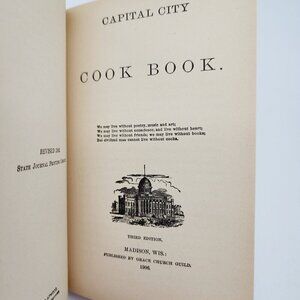 CAPITAL CITY
COOK BOOK.
We may live without poetry, music and art;
We may live without conscience, and live without heart;
We may live without friends; we may live without books;
But civilized man cannot live without cooks.
THIRD EDITION.
MADISON, WIS.:
PUBLISHED BY GRACE CHURCH GUILD.
1906.
REVISED
STATE JOURNAL PRINTING